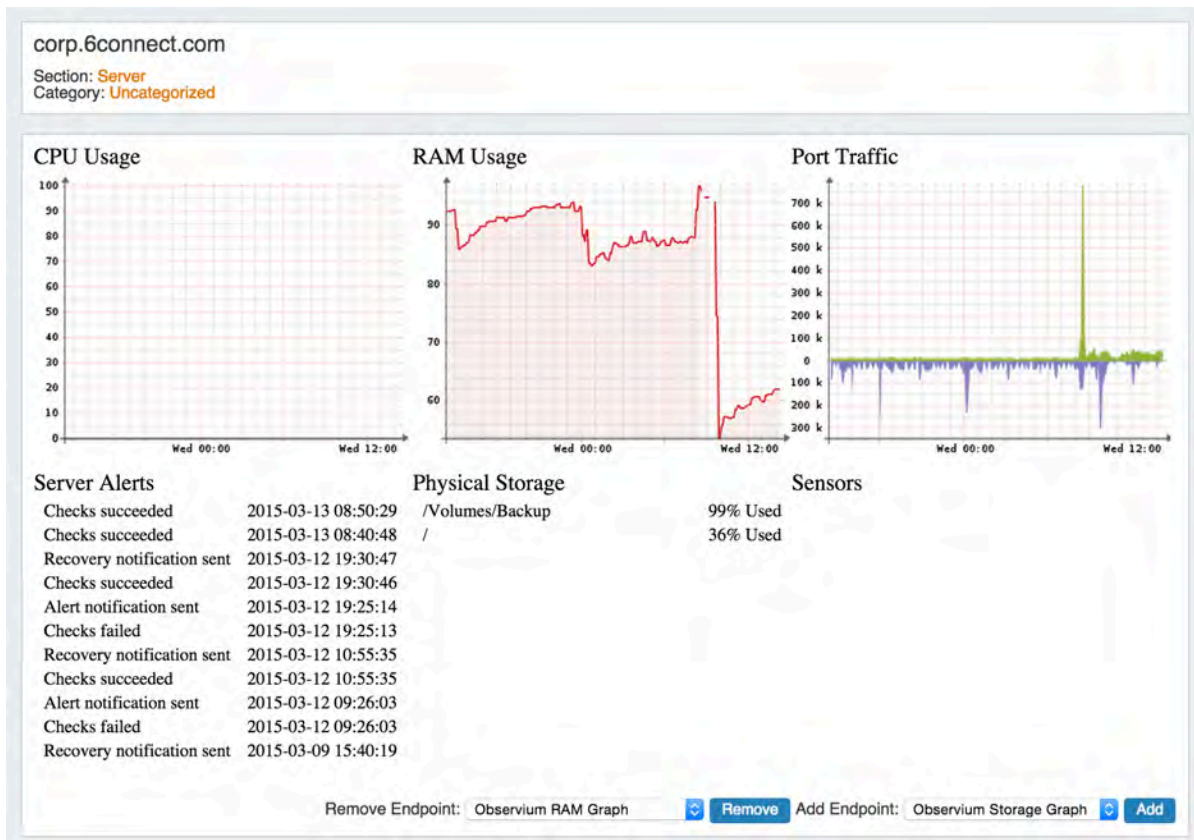 corp.6connect.com
Section: Server
Category: Uncategorized
CPU Usage
100
90
80
70
60
50
40
30
20
10
0
Wed 00:00 Wed 12:00
RAM Usage
90
80
70
60
Wed 00:00 Wed 12:00
Port Traffic
700 k
600 k
500 k
400 k
300 k
200 k
100 k
0
100 k
200 k
300 k
Wed 00:00 Wed 12:00
Server Alerts
Checks succeeded 2015-03-13 08:50:29
Checks succeeded 2015-03-13 08:40:48
Recovery notification sent 2015-03-12 19:30:47
Checks succeeded 2015-03-12 19:30:46
Alert notification sent 2015-03-12 19:25:14
Checks failed 2015-03-12 19:25:13
Recovery notification sent 2015-03-12 10:55:35
Checks succeeded 2015-03-12 10:55:35
Alert notification sent 2015-03-12 09:26:03
Checks failed 2015-03-12 09:26:03
Recovery notification sent 2015-03-09 15:40:19
Physical Storage
/Volumes/Backup 99% Used
/ 36% Used
Sensors
Remove Endpoint: Observium RAM Graph Remove Add Endpoint: Observium Storage Graph Add